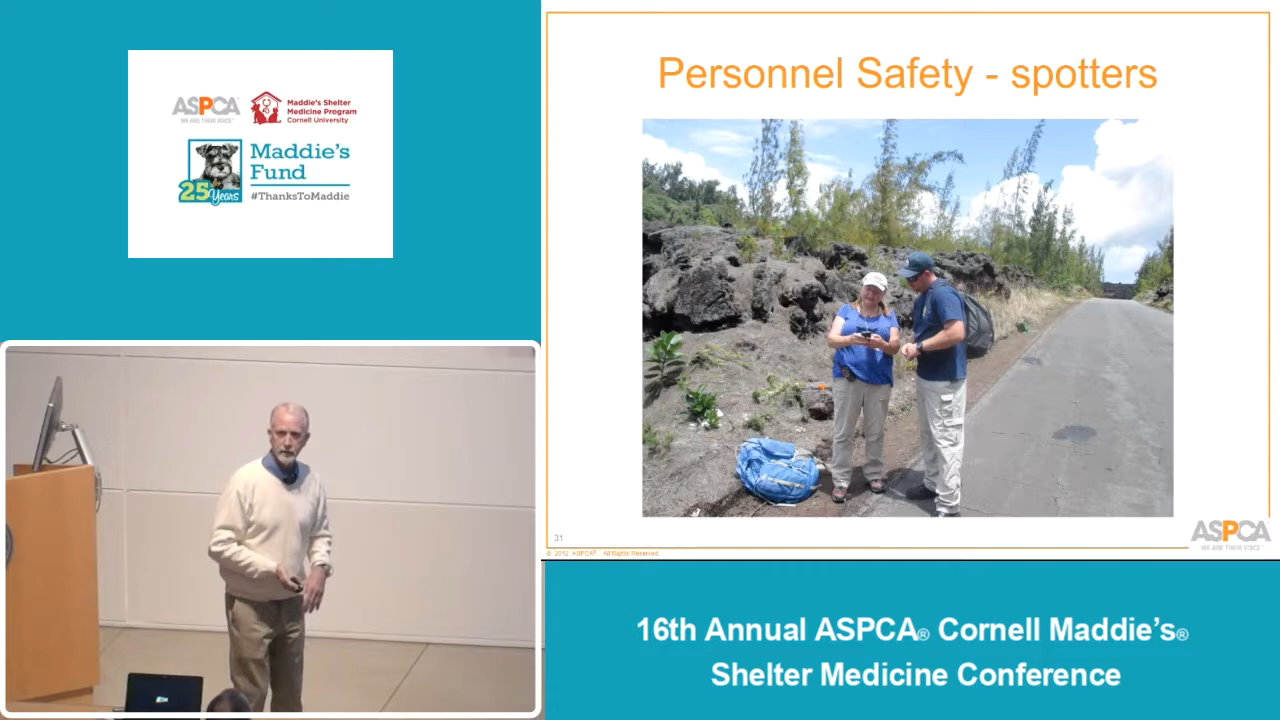 ASPCA
WE ARE THEIR VOICE
Maddie's Shelter
Medicine Program
Cornell University
Maddie's
Fund
25 Years
#ThanksToMaddie
Personnel Safety - spotters
31
© 2012 ASPCA®. All Rights Reserved.
ASPCA
WE ARE THEIR VOICE
16th Annual ASPCA® Cornell Maddie's®
Shelter Medicine Conference